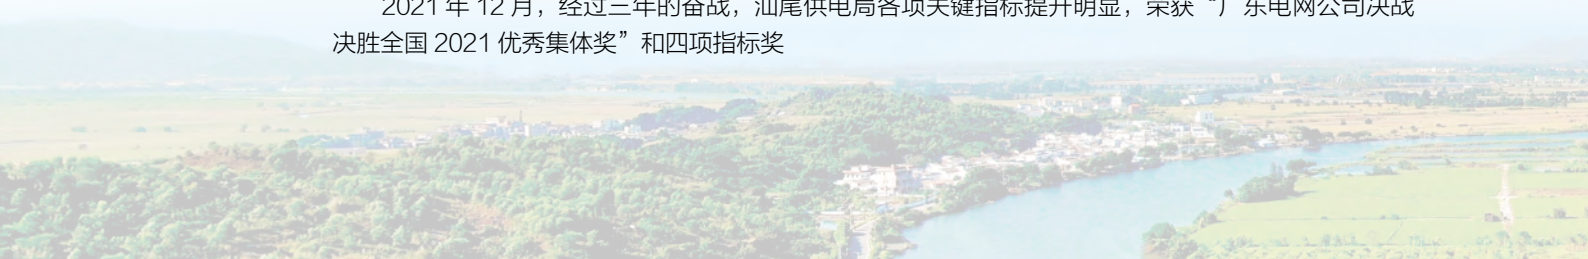 2021 年 12 月，经过三年的奋战，汕尾供电局各项关键指标提升明显，荣获“广东电网公司决战
决胜全国 2021 优秀集体奖”和四项指标奖